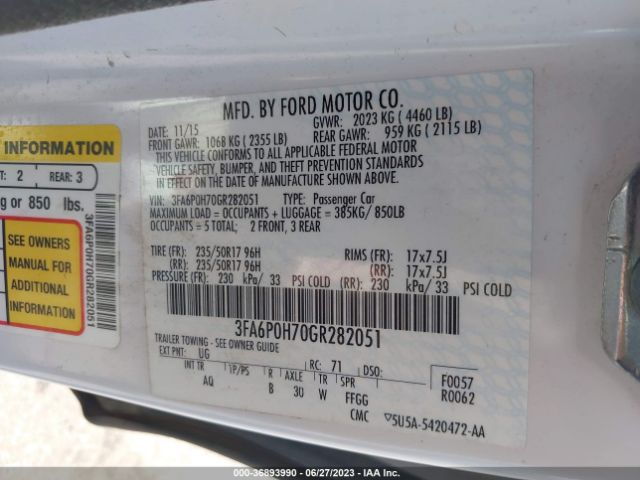 MFD. BY FORD MOTOR CO.
DATE: 11/15 GVWR: 2023 KG ( 4460 LB)
FRONT GAWR: 1068 KG ( 2355 LB) REAR GAWR: 959 KG ( 2115 LB)
THIS VEHICLE CONFORMS TO ALL APPLICABLE FEDERAL MOTOR
VEHICLE SAFETY, BUMPER, AND THEFT PREVENTION STANDARDS
IN EFFECT ON THE DATE OF MANUFACTURE SHOWN ABOVE.
VIN: 3FA6P0H70GR282051 TYPE: Passenger Car
MAXIMUM LOAD = OCCUPANTS + LUGGAGE = 385KG/ 850LB
OCCUPANTS = 5 TOTAL: 2 FRONT, 3 REAR
TIRE (FR): 235/50R17 96H RIMS (FR): 17x7.5J
(RR): 235/50R17 96H (RR): 17x7.5J
PRESSURE (FR): 230 kPa/ 33 PSI COLD (RR): 230 kPa/ 33 PSI COLD
3FA6P0H70GR282051
TRAILER TOWING - SEE OWNER GUIDE
EXT PNT: UG RC: 71 DSO: F0057
INT TR TP/PS R AXLE TR SPR R0062
AQ B 30 W FFGG
CMC 5U5A-5420472-AA
INFORMATION
T: 2 REAR: 3
g or 850 lbs.
SEE OWNERS
MANUAL FOR
ADDITIONAL
INFORMATION
3FA6P0H70GR282051
000-36893990 - 06/27/2023 - IAA Inc.